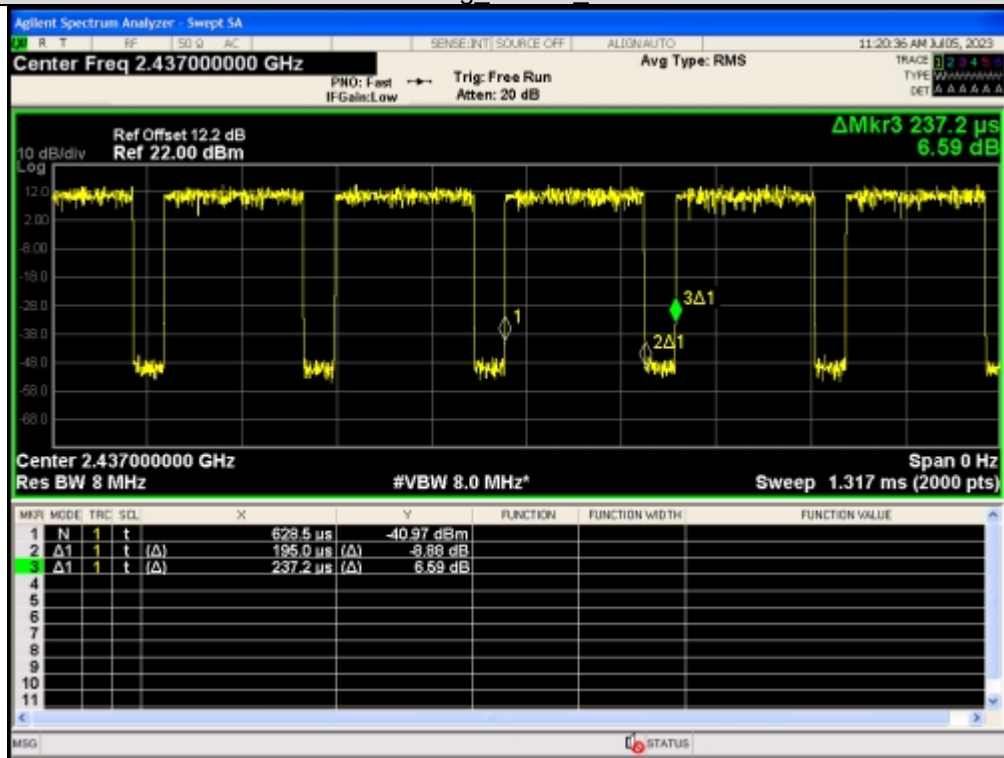 Agilent Spectrum Analyzer - Swept SA
R T RF 50 Ω AC SENSE:INT SOURCE OFF ALIGNAUTO 11:20:36 AM Jul 05, 2023
Center Freq 2.437000000 GHz Avg Type: RMS TRACE 1 2 3 4 5 6
PNO: Fast Trig: Free Run TYPE
IFGain:Low Atten: 20 dB DET A A A A A A
ΔMkr3 237.2 µs
Ref Offset 12.2 dB
10 dB/div Ref 22.00 dBm 6.59 dB
Log
12.0
2.00
-8.00
-18.0
-28.0
3Δ1
1
-38.0
2Δ1
-48.0
-58.0
-68.0
Center 2.437000000 GHz Span 0 Hz
Res BW 8 MHz #VBW 8.0 MHz* Sweep 1.317 ms (2000 pts)
MKR MODE TRC SCL X Y FUNCTION FUNCTION WIDTH FUNCTION VALUE
1 N 1 t 628.5 µs -40.97 dBm
2 Δ1 1 t (Δ) 195.0 µs (Δ) -8.88 dB
3 Δ1 1 t (Δ) 237.2 µs (Δ) 6.59 dB
4
5
6
7
8
9
10
11
MSG STATUS